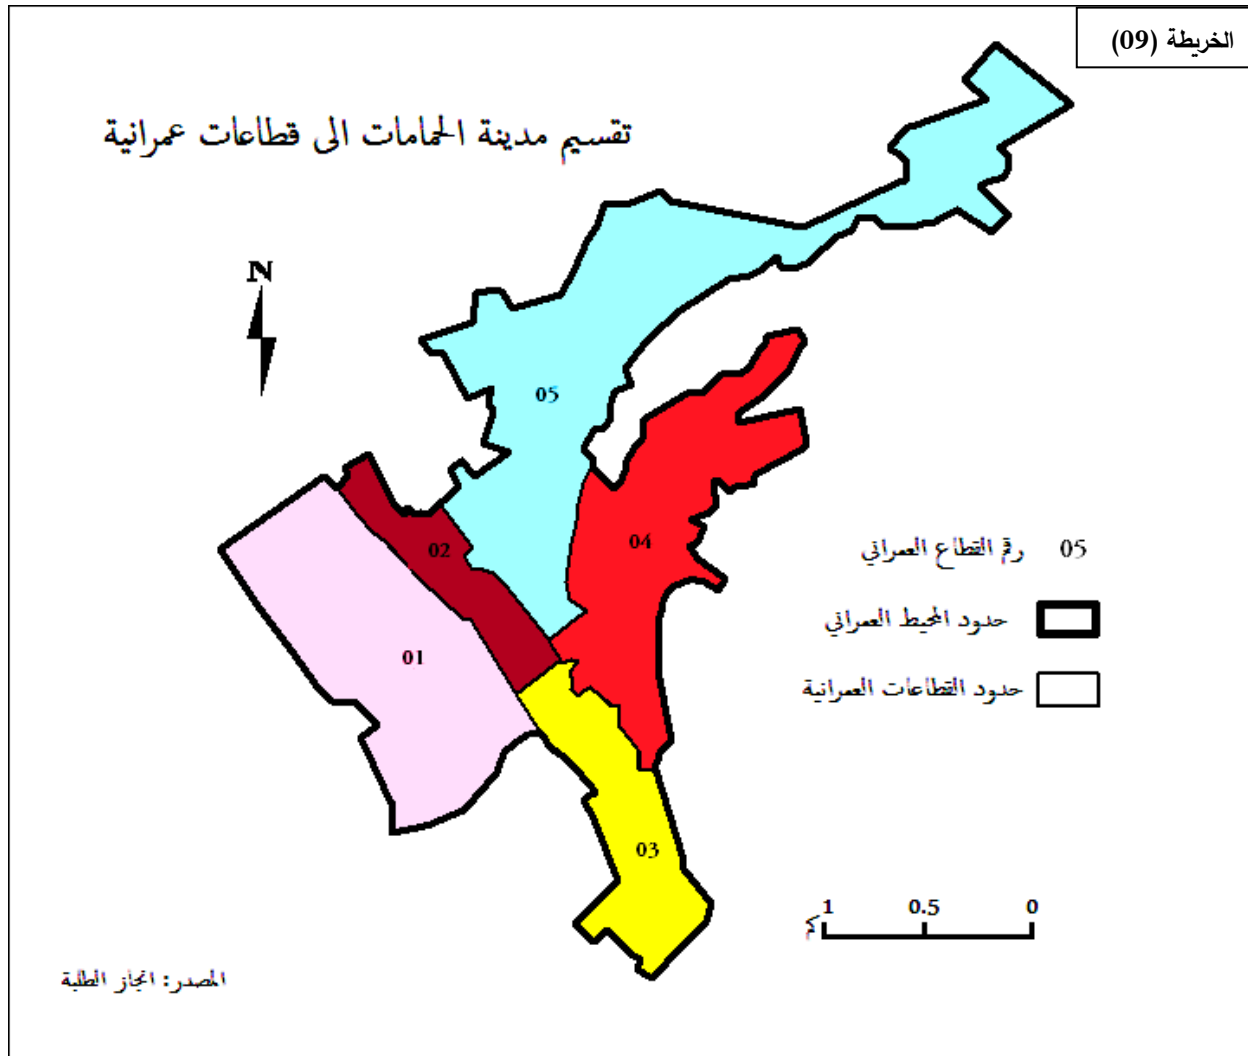 الخريطة (09)
تقسيم مدينة الحمامات الى قطاعات عمرانية
N
05
04
02
01
03
05 رقم القطاع العمراني
حدود المحيط العمراني
حدود القطاعات العمرانية
1 0.5 0
كم
المصدر: انجاز الطلبة